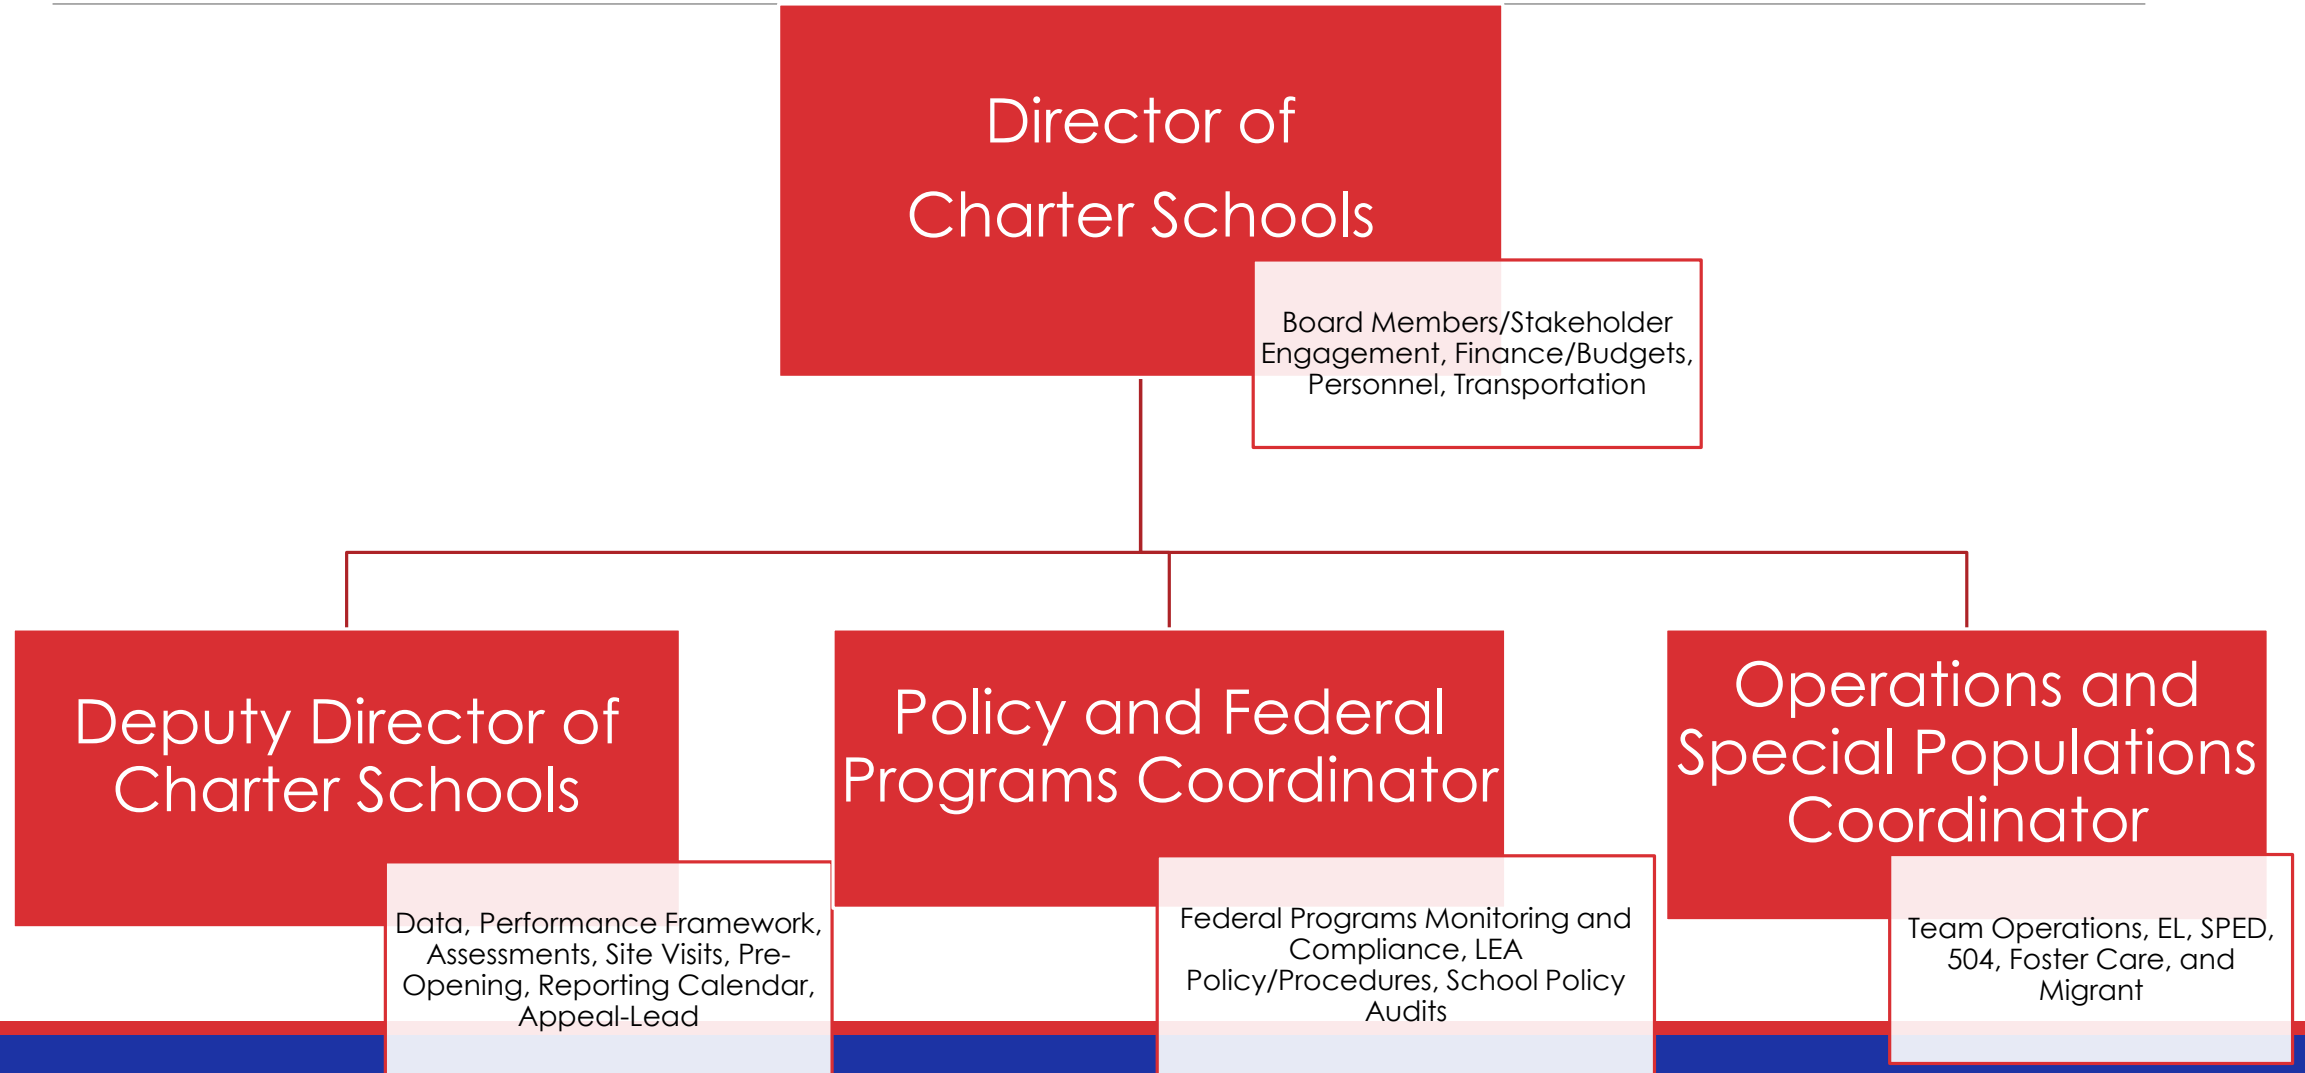 Director of
Charter Schools
Board Members/Stakeholder
Engagement, Finance/Budgets,
Personnel, Transportation
Deputy Director of
Charter Schools
Data, Performance Framework,
Assessments, Site Visits, Pre-
Opening, Reporting Calendar,
Appeal-Lead
Policy and Federal
Programs Coordinator
Federal Programs Monitoring and
Compliance, LEA
Policy/Procedures, School Policy
Audits
Operations and
Special Populations
Coordinator
Team Operations, EL, SPED,
504, Foster Care, and
Migrant